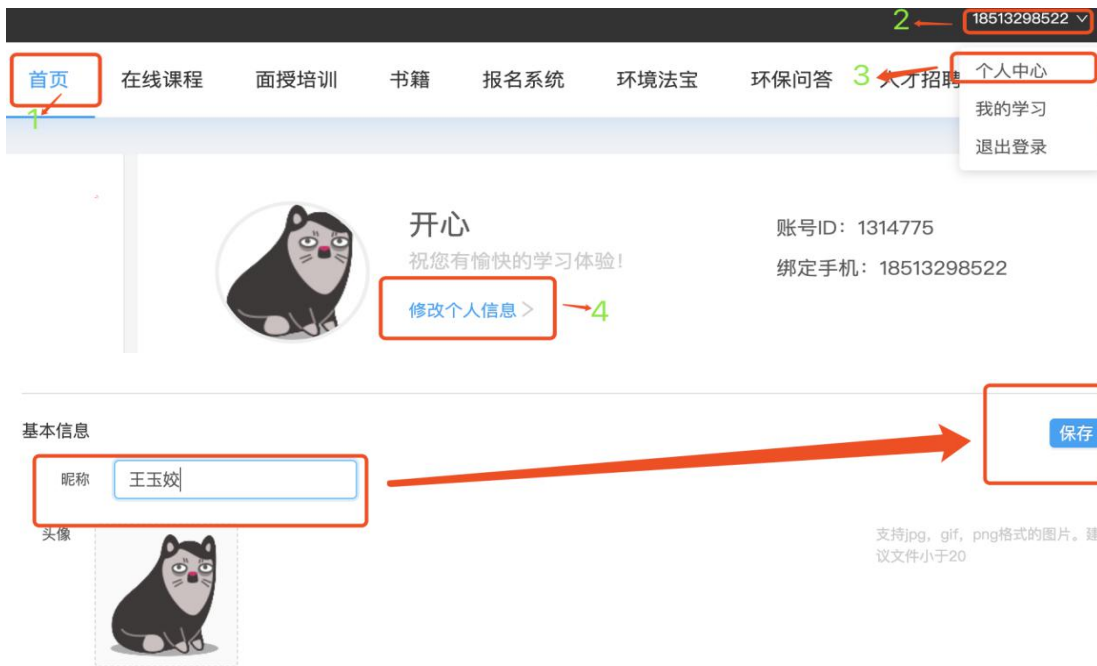 2 18513298522
首页 在线课程 面授培训 书籍 报名系统 环境法宝 环保问答 3 人才招聘 个人中心
1
我的学习
退出登录
开心
祝您有愉快的学习体验!
修改个人信息 > 4
账号ID：1314775
绑定手机：18513298522
基本信息
保存
昵称 王玉姣
头像
支持jpg，gif，png格式的图片。建
议文件小于20